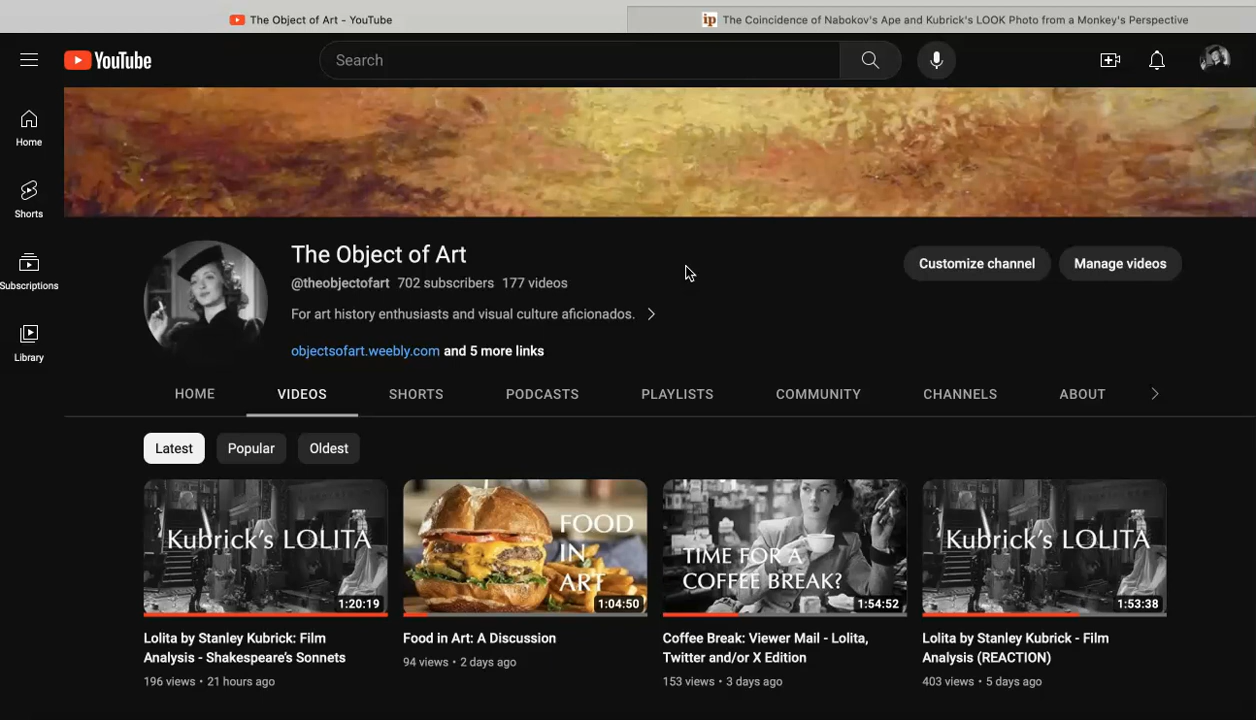 The Object of Art - YouTube
ip The Coincidence of Nabokov's Ape and Kubrick's LOOK Photo from a Monkey's Perspective
YouTube
Search
Home
Shorts
Subscriptions
Library
The Object of Art
@theobjectofart 702 subscribers 177 videos
For art history enthusiasts and visual culture aficionados.
objectsofart.weebly.com and 5 more links
Customize channel
Manage videos
HOME VIDEOS SHORTS PODCASTS PLAYLISTS COMMUNITY CHANNELS ABOUT
Latest Popular Oldest
Kubrick's LOLITA
1:20:19
Lolita by Stanley Kubrick: Film
Analysis - Shakespeare's Sonnets
196 views • 21 hours ago
FOOD
IN
ART
1:04:50
Food in Art: A Discussion
94 views • 2 days ago
TIME FOR A
COFFEE BREAK?
1:54:52
Coffee Break: Viewer Mail - Lolita,
Twitter and/or X Edition
153 views • 3 days ago
Kubrick's LOLITA
1:53:38
Lolita by Stanley Kubrick - Film
Analysis (REACTION)
403 views • 5 days ago